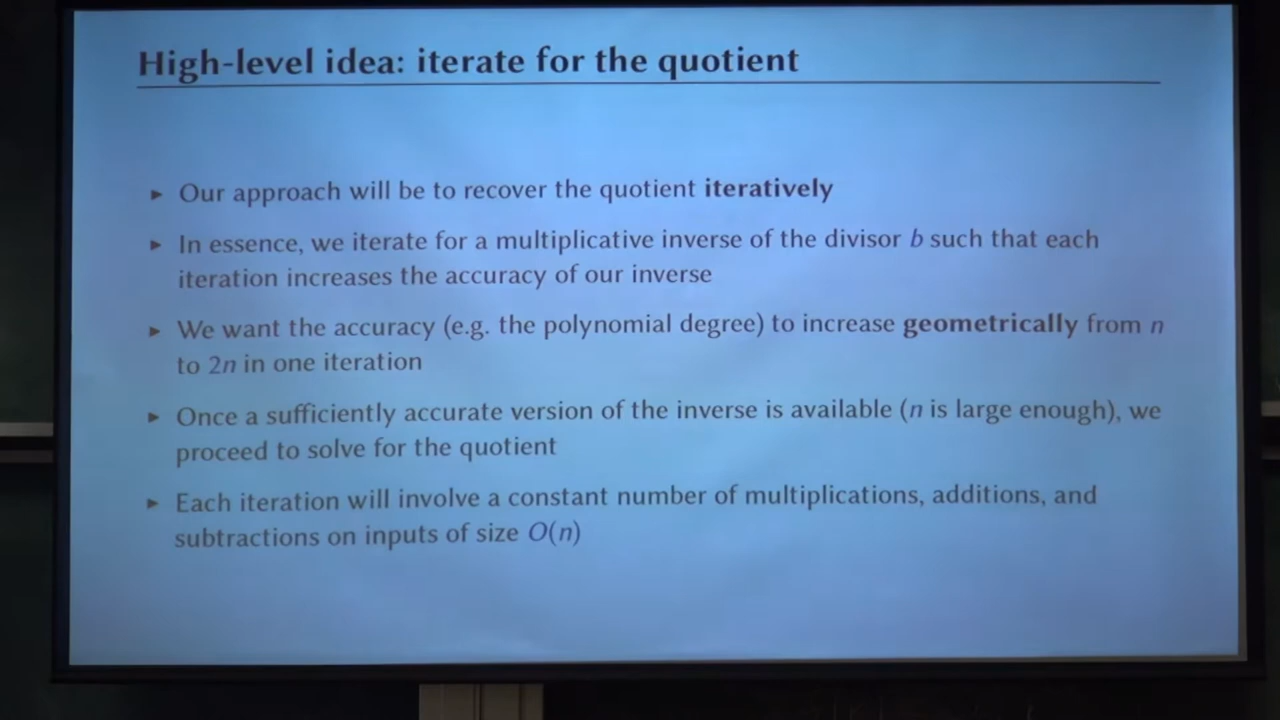 High-level idea: iterate for the quotient
► Our approach will be to recover the quotient iteratively
► In essence, we iterate for a multiplicative inverse of the divisor b such that each
iteration increases the accuracy of our inverse
► We want the accuracy (e.g. the polynomial degree) to increase geometrically from n
to 2n in one iteration
► Once a sufficiently accurate version of the inverse is available (n is large enough), we
proceed to solve for the quotient
► Each iteration will involve a constant number of multiplications, additions, and
subtractions on inputs of size O(n)